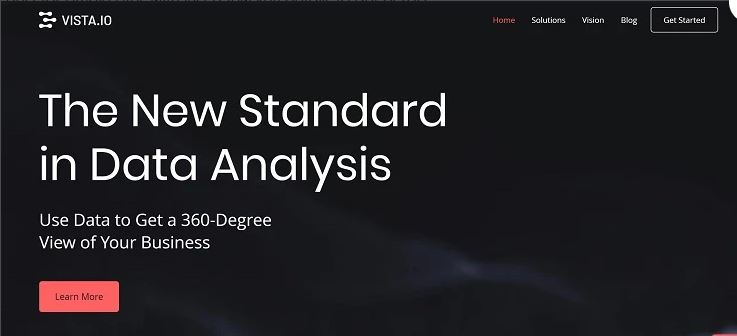 VISTA.IO
Home Solutions Vision Blog Get Started
The New Standard
in Data Analysis
Use Data to Get a 360-Degree
View of Your Business
Learn More